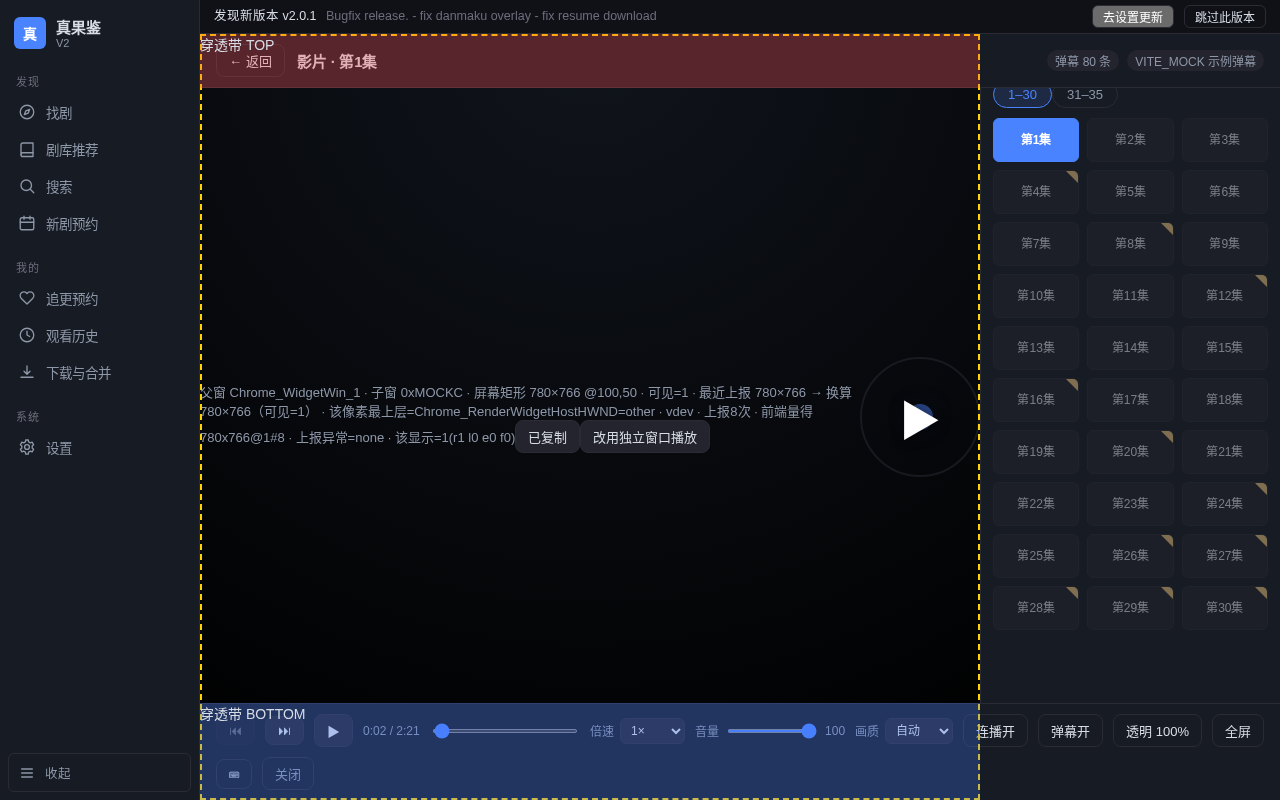 真 真果鉴
V2
发现新版本 v2.0.1 Bugfix release. - fix danmaku overlay - fix resume download 去设置更新 跳过此版本
穿透带 TOP
← 返回 影片 · 第1集 弹幕 80 条 VITE_MOCK 示例弹幕
发现
找剧
剧库推荐
搜索
新剧预约
我的
追更预约
观看历史
下载与合并
系统
设置
收起
1–30 31–35
第1集 第2集 第3集
第4集 第5集 第6集
第7集 第8集 第9集
第10集 第11集 第12集
第13集 第14集 第15集
第16集 第17集 第18集
第19集 第20集 第21集
第22集 第23集 第24集
第25集 第26集 第27集
第28集 第29集 第30集
父窗 Chrome_WidgetWin_1 · 子窗 0xMOCKC · 屏幕矩形 780×766 @100,50 · 可见=1 · 最近上报 780×766 → 换算
780×766（可见=1） · 该像素最上层=Chrome_RenderWidgetHostHWND=other · vdev · 上报8次 · 前端量得
780x766@1#8 · 上报异常=none · 该显示=1(r1 l0 e0 f0) 已复制 改用独立窗口播放
穿透带 BOTTOM
0:02 / 2:21 倍速 1× 音量 100 画质 自动 连播开 弹幕开 透明 100% 全屏
关闭